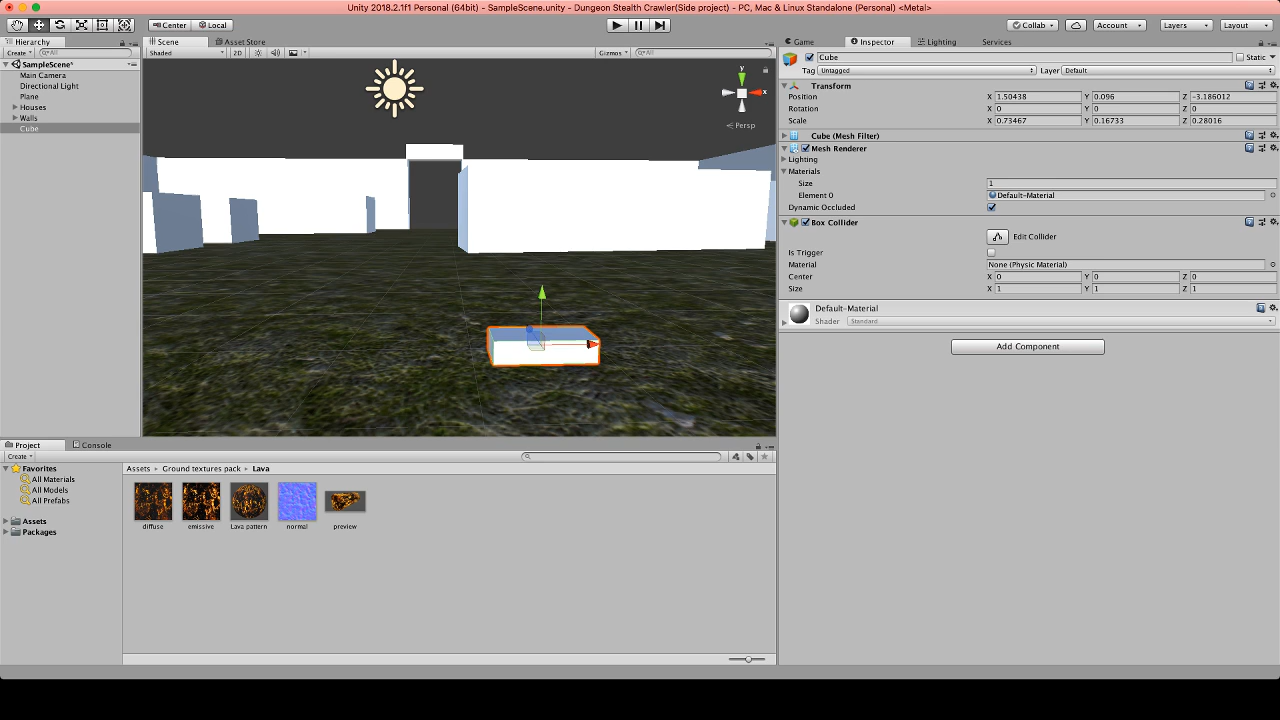 Unity 2018.2.1f1 Personal (64bit) - SampleScene.unity - Dungeon Stealth Crawler(Side project) - PC, Mac & Linux Standalone (Personal) <Metal>
Center Local Collab Account Layers Layout
Hierarchy Scene Asset Store Game Inspector Lighting Services
Create All
Shaded 2D Gizmos All
SampleScene*
Main Camera
Directional Light
Plane
Houses
Walls
Cube
y
x
Persp
Cube Static
Tag Untagged Layer Default
Transform
Position X 1.50438 Y 0.096 Z -3.186012
Rotation X 0 Y 0 Z 0
Scale X 0.73467 Y 0.16733 Z 0.28016
Cube (Mesh Filter)
Mesh Renderer
Lighting
Materials
Size 1
Element 0 Default-Material
Dynamic Occluded
Box Collider
Edit Collider
Is Trigger
Material None (Physic Material)
Center X 0 Y 0 Z 0
Size X 1 Y 1 Z 1
Default-Material
Shader Standard
Add Component
Project Console
Create
Favorites
All Materials
All Models
All Prefabs
Assets
Packages
Assets Ground textures pack Lava
diffuse emissive Lava pattern normal preview